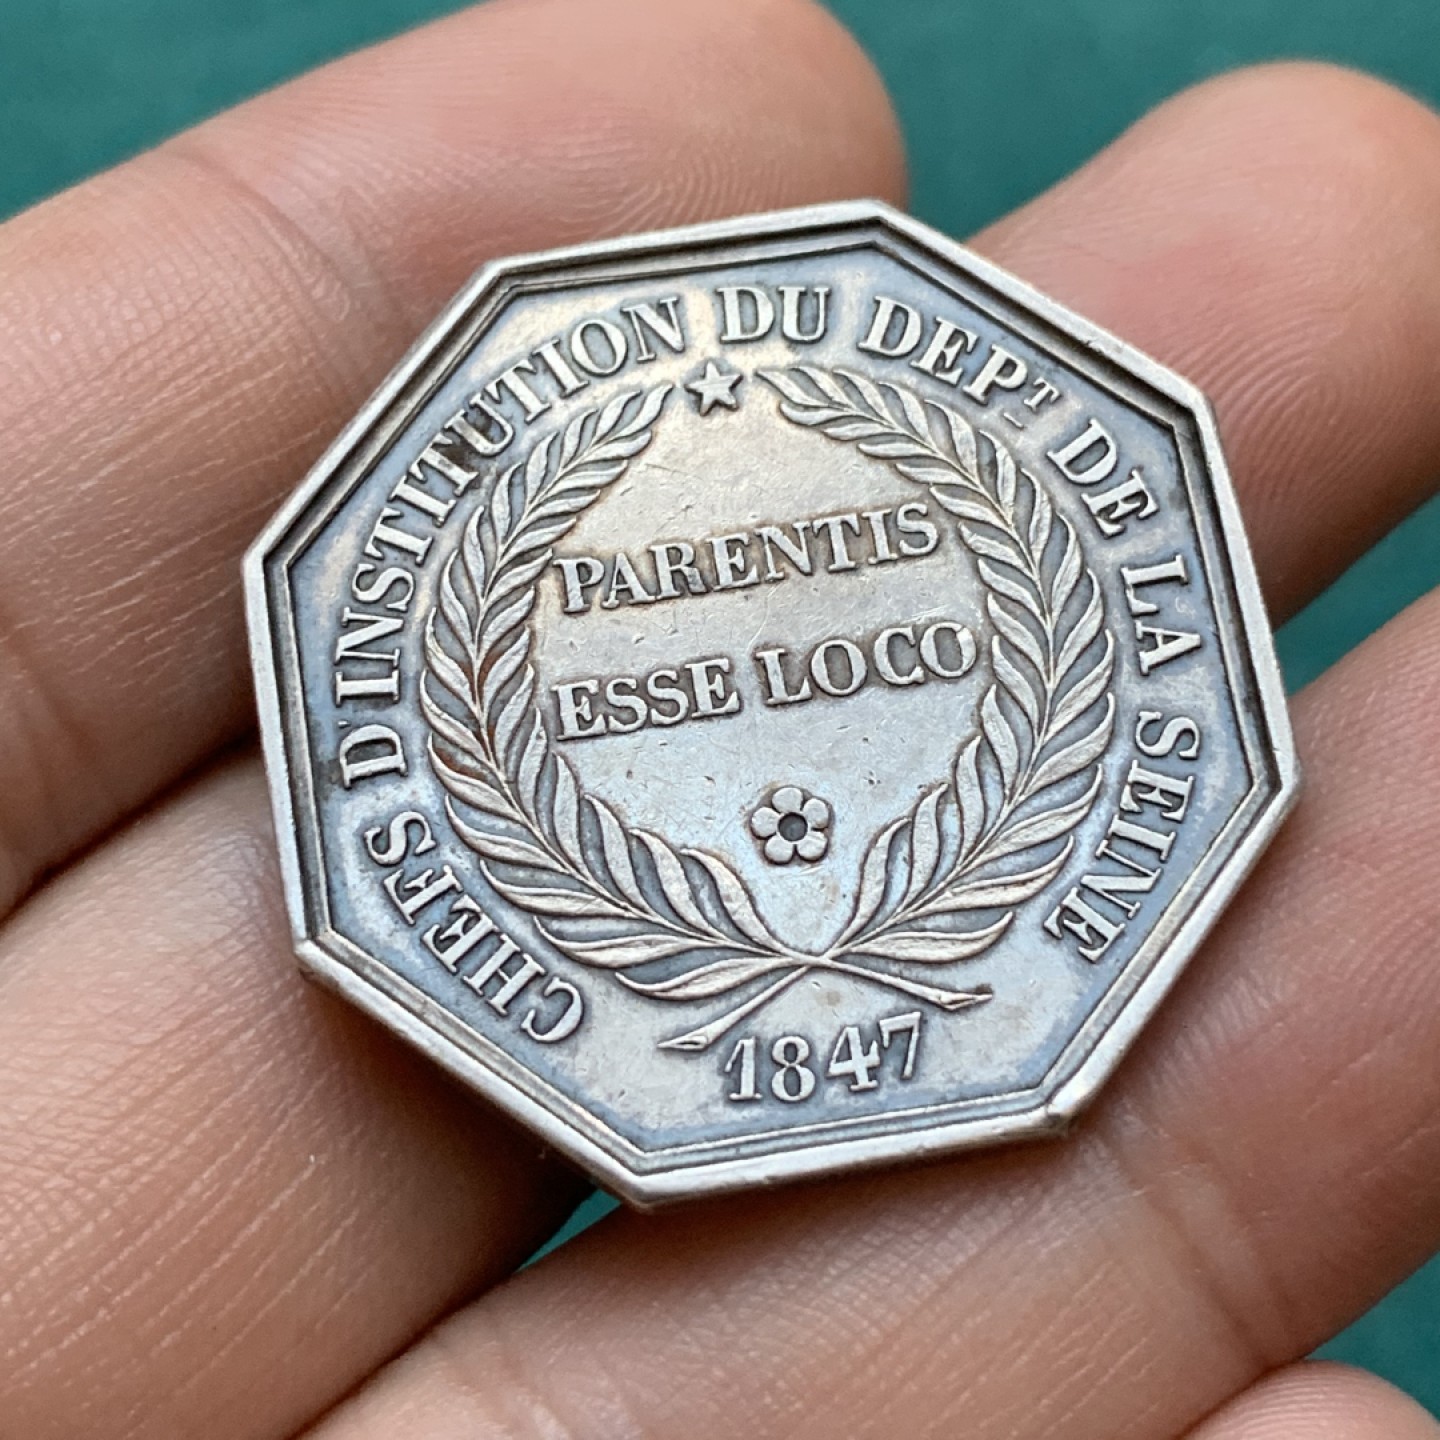 CHEFS D'INSTITUTION DU DEPT DE LA SEINE
PARENTIS
ESSE LOCO
1847